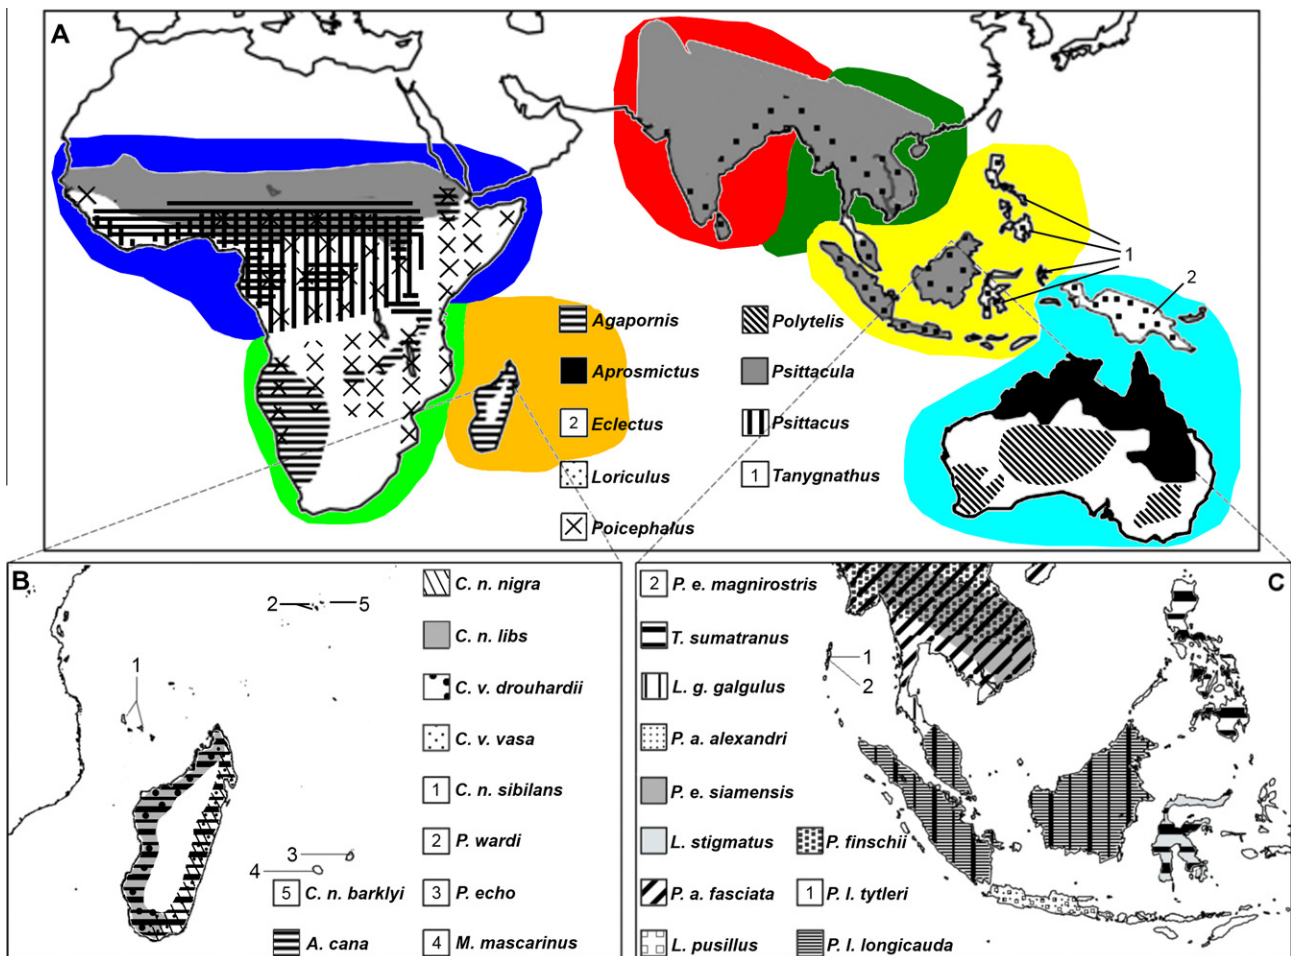 A
1
2
Agapornis
Polytelis
Aprosmictus
Psittacula
2 Eclectus
Psittacus
Loriculus
1 Tanygnathus
Poicephalus
B
2
5
1
3
4
C. n. nigra
C. n. libs
C. v. drouhardii
C. v. vasa
1 C. n. sibilans
2 P. wardi
5 C. n. barklyi
3 P. echo
A. cana
4 M. mascarinus
C
1
2
2 P. e. magnirostris
T. sumatranus
L. g. galgulus
P. a. alexandri
P. e. siamensis
L. stigmatus
P. finschii
P. a. fasciata
1 P. l. tytleri
L. pusillus
P. l. longicauda